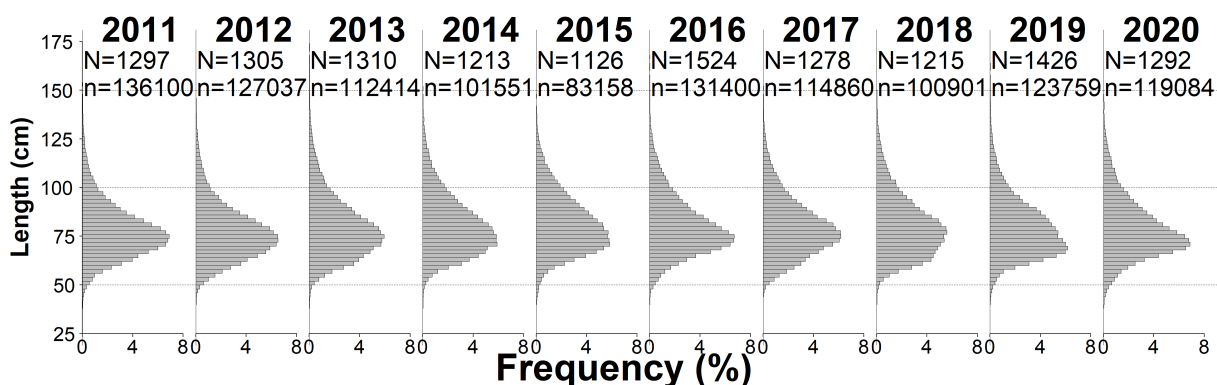 2011 2012 2013 2014 2015 2016 2017 2018 2019 2020
N=1297 N=1305 N=1310 N=1213 N=1126 N=1524 N=1278 N=1215 N=1426 N=1292
n=136100 n=127037 n=112414 n=101551 n=83158 n=131400 n=114860 n=100901 n=123759 n=119084
175
150
125
100
75
50
25
Length (cm)
0 4 8 0 4 8 0 4 8 0 4 8 0 4 8 0 4 8 0 4 8 0 4 8 0 4 8 0 4 8
Frequency (%)